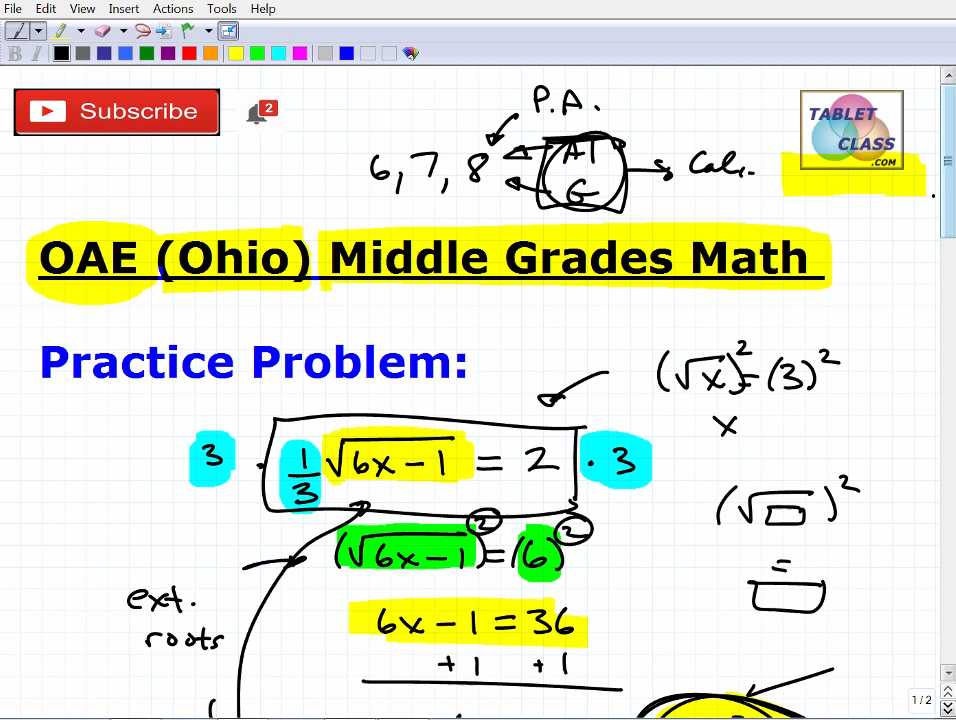 File Edit View Insert Actions Tools Help
B I
Subscribe
2
P.A.
TABLET
CLASS
.COM
6, 7, 8
G
OAE (Ohio) Middle Grades Math
Practice Problem:
(√x)² = (3)²
x
3 · 1/3 √6x − 1 = 2 · 3
(√ )²
(√6x − 1)² = (6)²
=
ext.
roots
6x − 1 = 36
+ 1 + 1
1 / 2